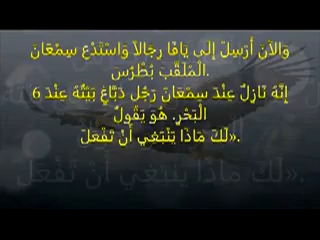 وَالآنَ أَرْسِلْ إِلَى يَافَا رِجَالاً وَاسْتَدْعِ سِمْعَانَ
الْمُلَقَّبَ بُطْرُسَ.
6 إِنَّهُ نَازِلٌ عِنْدَ سِمْعَانَ رَجُل دَبَّاغٍ بَيْتُهُ عِنْدَ
الْبَحْرِ. هُوَ يَقُولُ
لَكَ مَاذَا يَنْبَغِي أَنْ تَفْعَلَ».